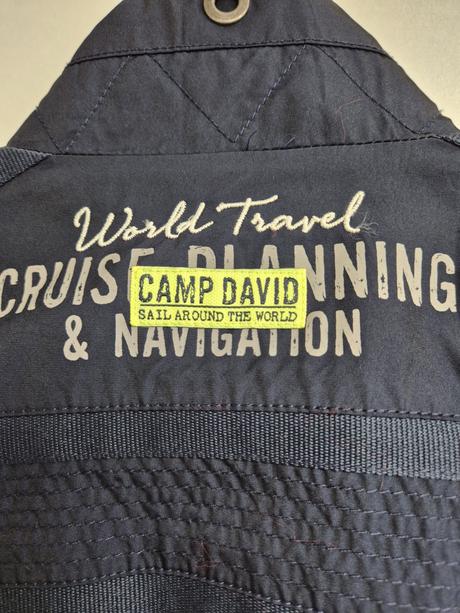 World Travel
CRUISE PLANNING
CAMP DAVID
SAIL AROUND THE WORLD
& NAVIGATION